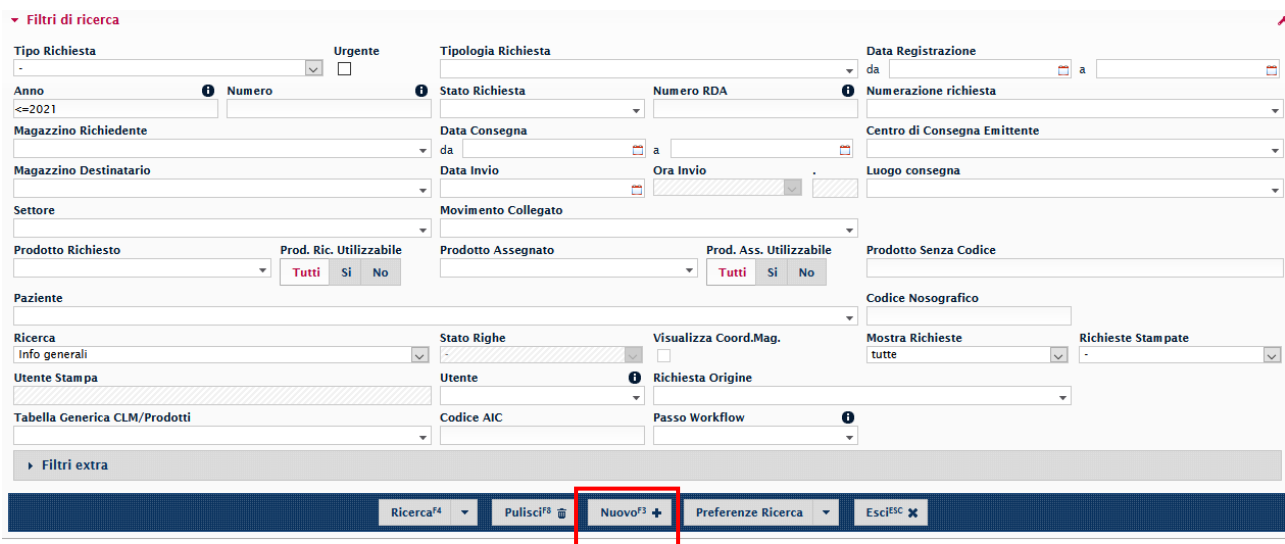 Filtri di ricerca
Tipo Richiesta Urgente Tipologia Richiesta Data Registrazione
- da a
Anno Numero Stato Richiesta Numero RDA Numerazione richiesta
<=2021
Magazzino Richiedente Data Consegna Centro di Consegna Emittente
da a
Magazzino Destinatario Data Invio Ora Invio . Luogo consegna
Settore Movimento Collegato
Prodotto Richiesto Prod. Ric. Utilizzabile Prodotto Assegnato Prod. Ass. Utilizzabile Prodotto Senza Codice
Tutti Si No Tutti Si No
Paziente Codice Nosografico
Ricerca Stato Righe Visualizza Coord.Mag. Mostra Richieste Richieste Stampate
Info generali - tutte -
Utente Stampa Utente Richiesta Origine
Tabella Generica CLM/Prodotti Codice AIC Passo Workflow
Filtri extra
RicercaF4 PulisciF8 NuovoF3 Preferenze Ricerca EsciESC